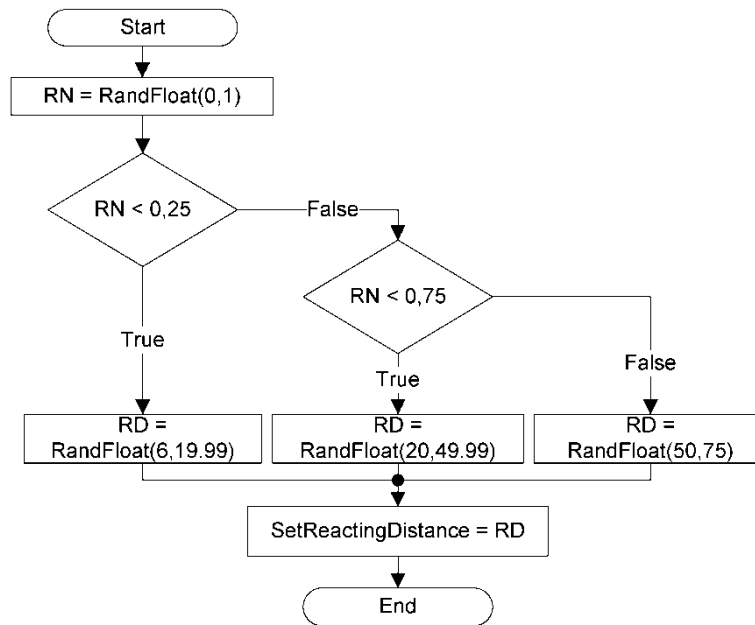 Start
RN = RandFloat(0,1)
RN < 0,25
False
RN < 0,75
True
True
False
RD =
RandFloat(6,19.99)
RD =
RandFloat(20,49.99)
RD =
RandFloat(50,75)
SetReactingDistance = RD
End